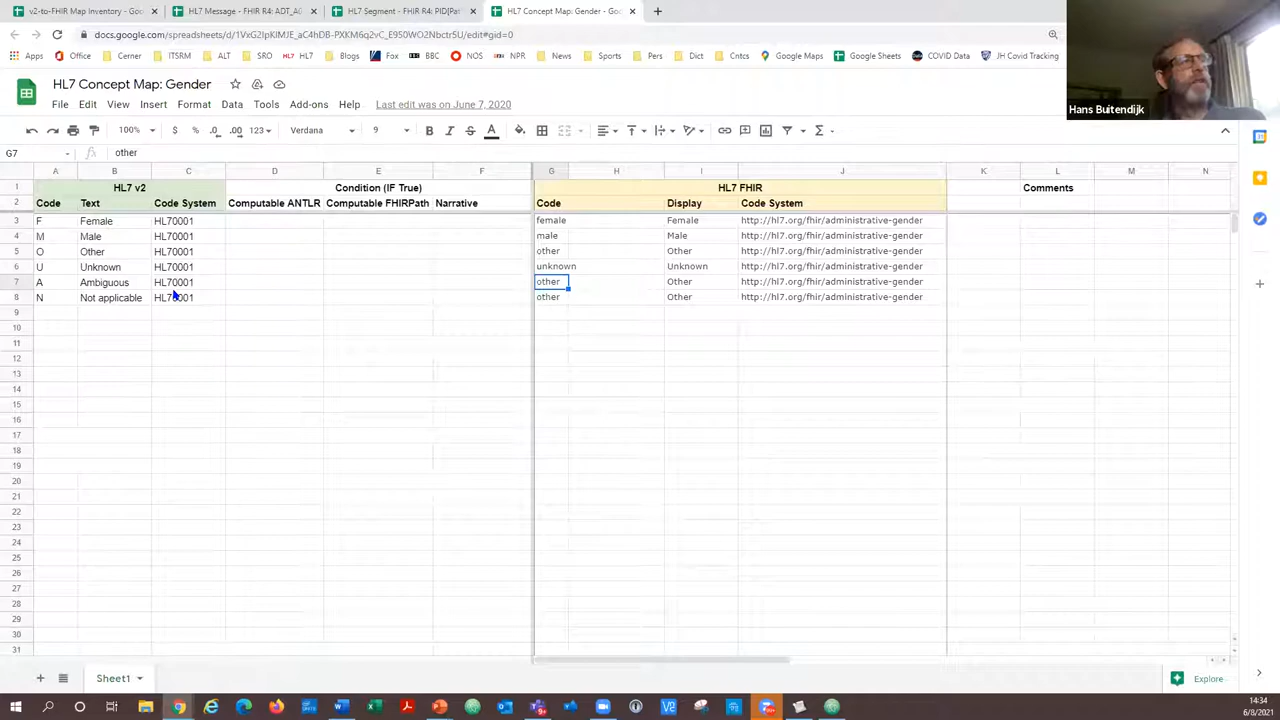 v2-to-FHIR Map Inventory - Goo
HL7 Message - FHIR R4: ADT_A0
HL7 Segment - FHIR R4: PID[Pat
HL7 Concept Map: Gender - Goo
docs.google.com/spreadsheets/d/
/edit#gid=0
Apps
Cerner
ITSRM
ALT
SRO
HL7
Blogs
Fox
BBC
NOS
Ntwrks
News
Sports
Pers
Dad
Cntcs
Google Maps
Google Sheets
COVID Data
JH Covid Tracking
Hans Buitendijk
HL7 Concept Map: Gender
File Edit View Insert Format Data Tools Add-ons Help Last edit was on June 7, 2020
100% $ % .0 .00 123 Verdana 9 B I S A
G7 fx other
A B C D E F G H I J K L M N
1 HL7 v2 Condition (IF True) HL7 FHIR Comments
2 Code Text Code System Computable ANTLR Computable FHIRPath Narrative Code Display Code System
3 F Female HL70001 female Female http://hl7.org/fhir/administrative-gender
4 M Male HL70001 male Male http://hl7.org/fhir/administrative-gender
5 O Other HL70001 other Other http://hl7.org/fhir/administrative-gender
6 U Unknown HL70001 unknown Unknown http://hl7.org/fhir/administrative-gender
7 A Ambiguous HL70001 other Other http://hl7.org/fhir/administrative-gender
8 N Not applicable HL70001 other Other http://hl7.org/fhir/administrative-gender
9
10
11
12
13
14
15
16
17
18
19
20
21
22
23
24
25
26
27
28
29
30
31
Sheet1
Explore
14:34
6/8/2021